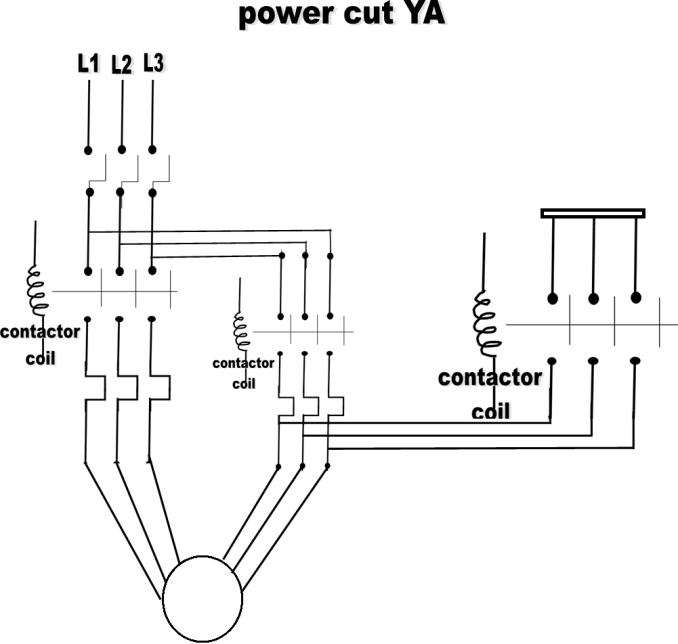 power cut YA
L1 L2 L3
contactor
coil
contactor
coil
contactor
coil